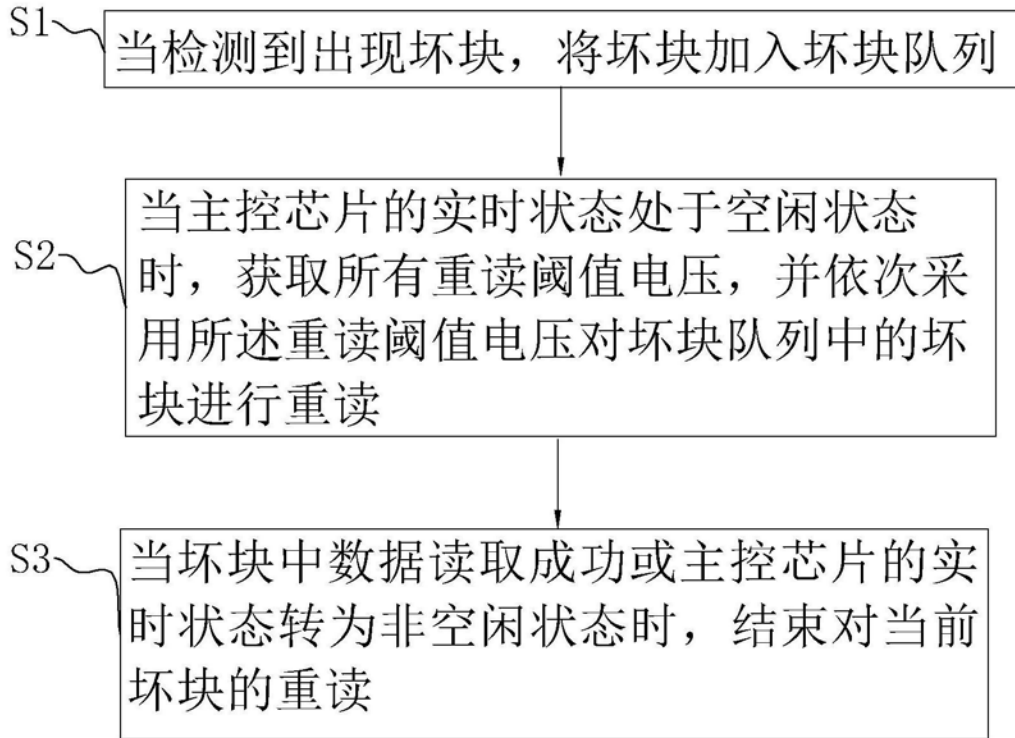 S1
当检测到出现坏块，将坏块加入坏块队列
S2
当主控芯片的实时状态处于空闲状态
时，获取所有重读阈值电压，并依次采
用所述重读阈值电压对坏块队列中的坏
块进行重读
S3
当坏块中数据读取成功或主控芯片的实
时状态转为非空闲状态时，结束对当前
坏块的重读